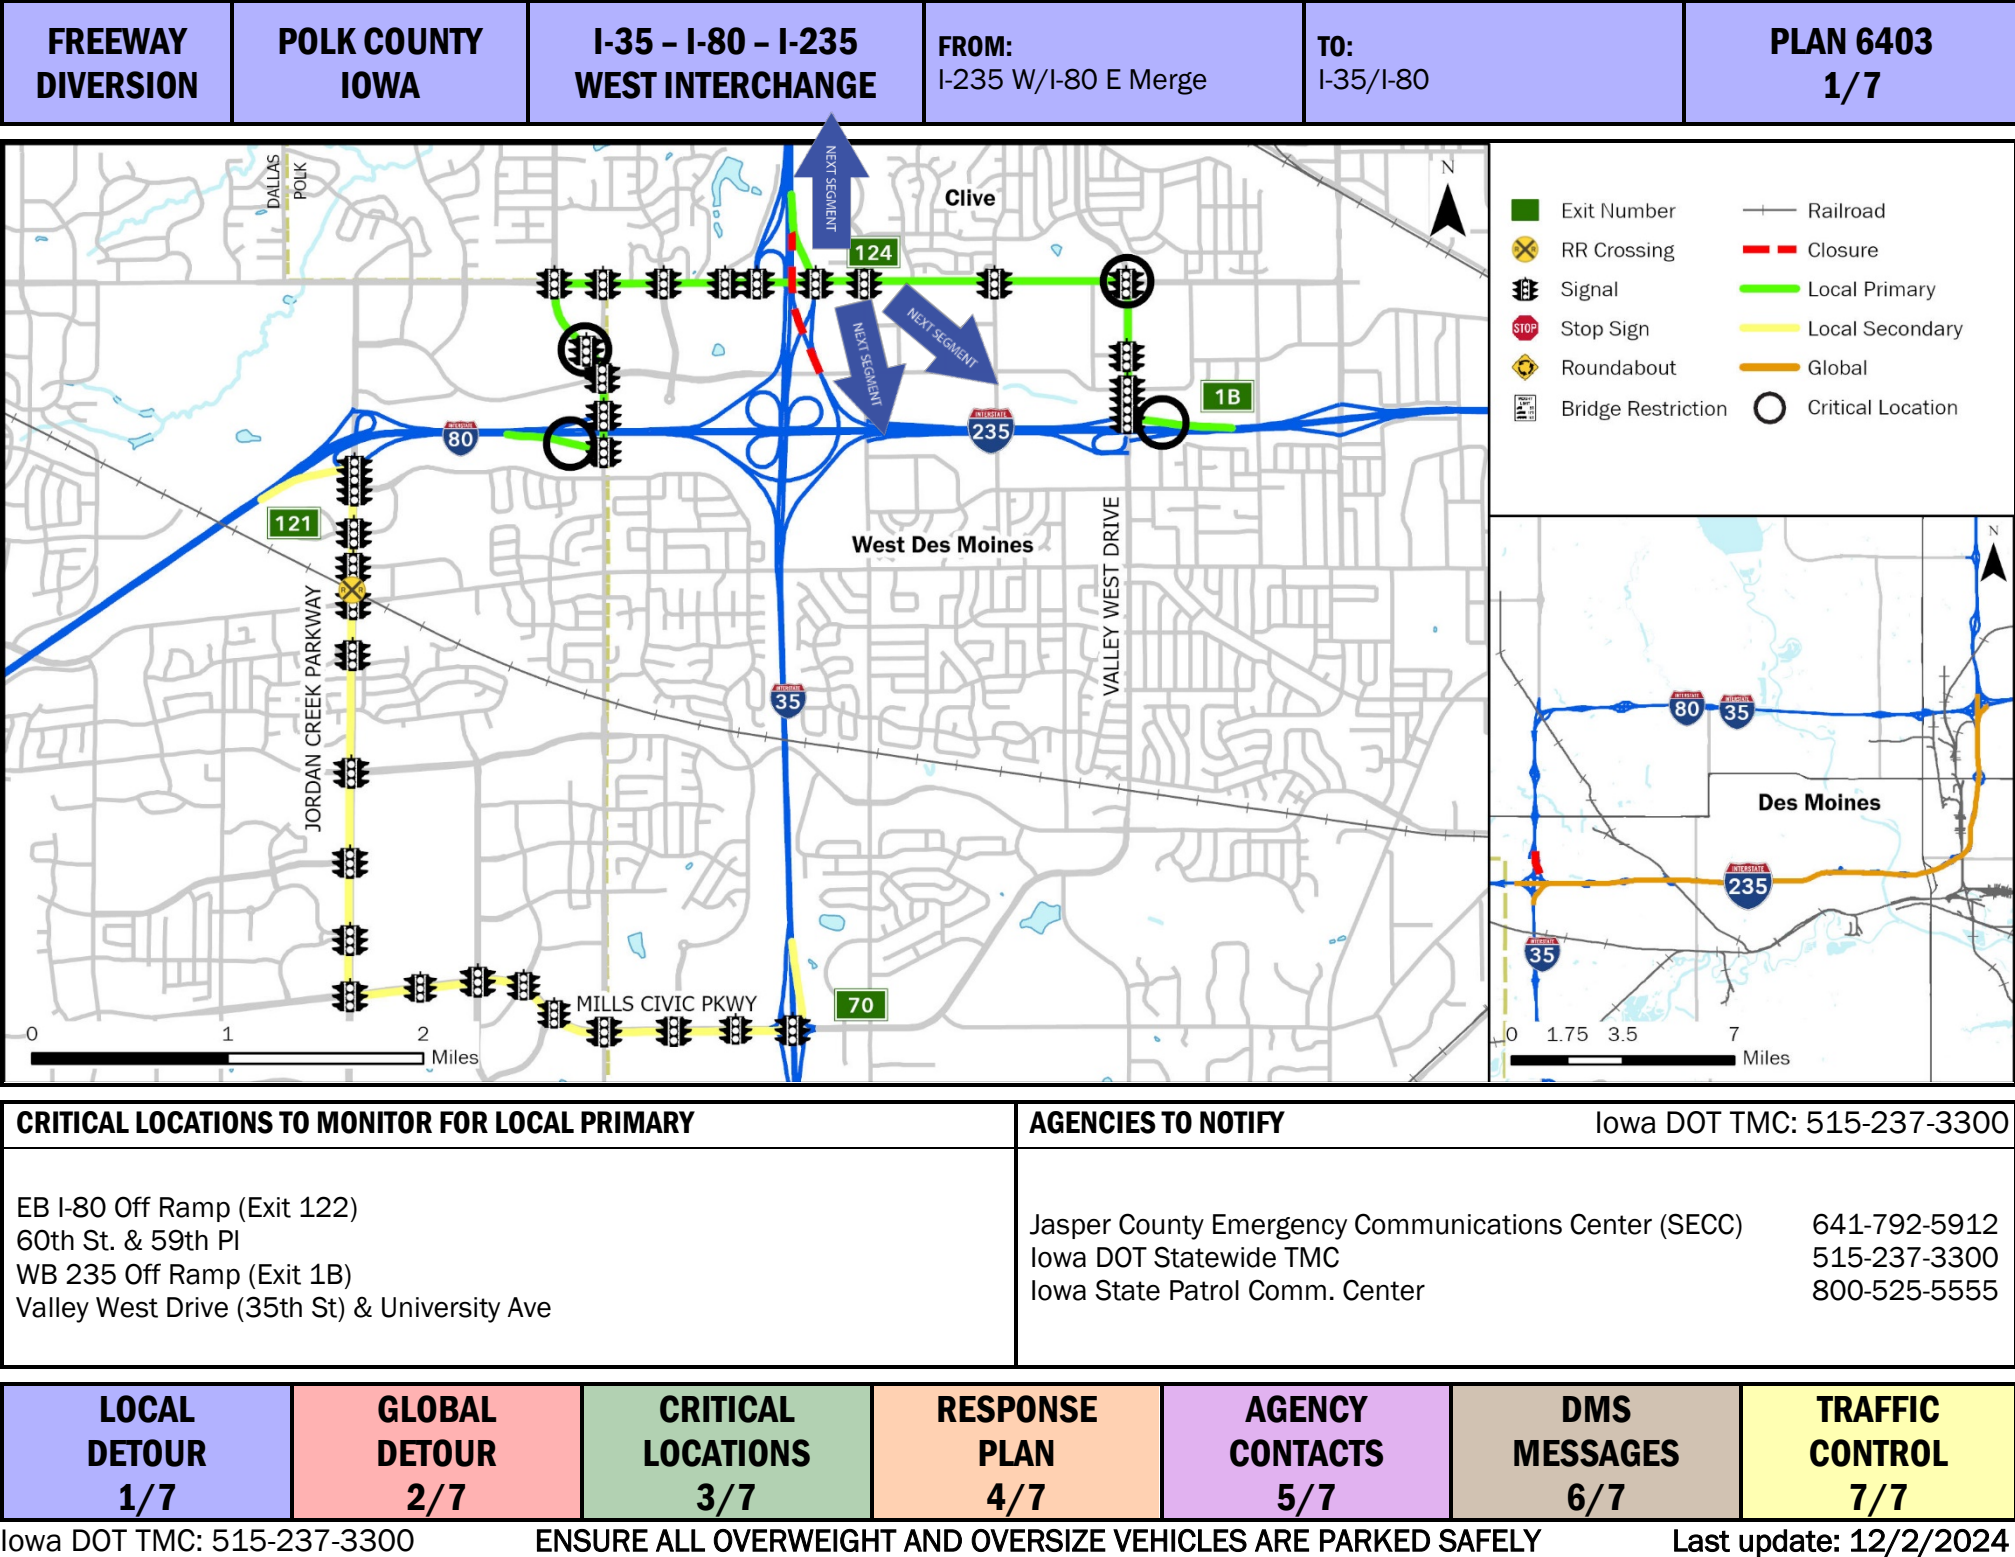 FREEWAY
DIVERSION
POLK COUNTY
IOWA
I-35 – I-80 – I-235
WEST INTERCHANGE
FROM:
I-235 W/I-80 E Merge
TO:
I-35/I-80
PLAN 6403
1/7
DALLAS
POLK
NEXT SEGMENT
Clive
N
124
NEXT SEGMENT
NEXT SEGMENT
1B
INTERSTATE
80
INTERSTATE
235
121
West Des Moines
VALLEY WEST DRIVE
JORDAN CREEK PARKWAY
R R
INTERSTATE
35
MILLS CIVIC PKWY
70
0 1 2
Miles
Exit Number
RR Crossing
Signal
STOP Stop Sign
Roundabout
Bridge Restriction
Railroad
Closure
Local Primary
Local Secondary
Global
Critical Location
N
INTERSTATE
80
INTERSTATE
35
Des Moines
INTERSTATE
235
INTERSTATE
35
0 1.75 3.5 7
Miles
CRITICAL LOCATIONS TO MONITOR FOR LOCAL PRIMARY
EB I-80 Off Ramp (Exit 122)
60th St. & 59th Pl
WB 235 Off Ramp (Exit 1B)
Valley West Drive (35th St) & University Ave
AGENCIES TO NOTIFY Iowa DOT TMC: 515-237-3300
Jasper County Emergency Communications Center (SECC) 641-792-5912
Iowa DOT Statewide TMC 515-237-3300
Iowa State Patrol Comm. Center 800-525-5555
LOCAL
DETOUR
1/7
GLOBAL
DETOUR
2/7
CRITICAL
LOCATIONS
3/7
RESPONSE
PLAN
4/7
AGENCY
CONTACTS
5/7
DMS
MESSAGES
6/7
TRAFFIC
CONTROL
7/7
Iowa DOT TMC: 515-237-3300 ENSURE ALL OVERWEIGHT AND OVERSIZE VEHICLES ARE PARKED SAFELY Last update: 12/2/2024